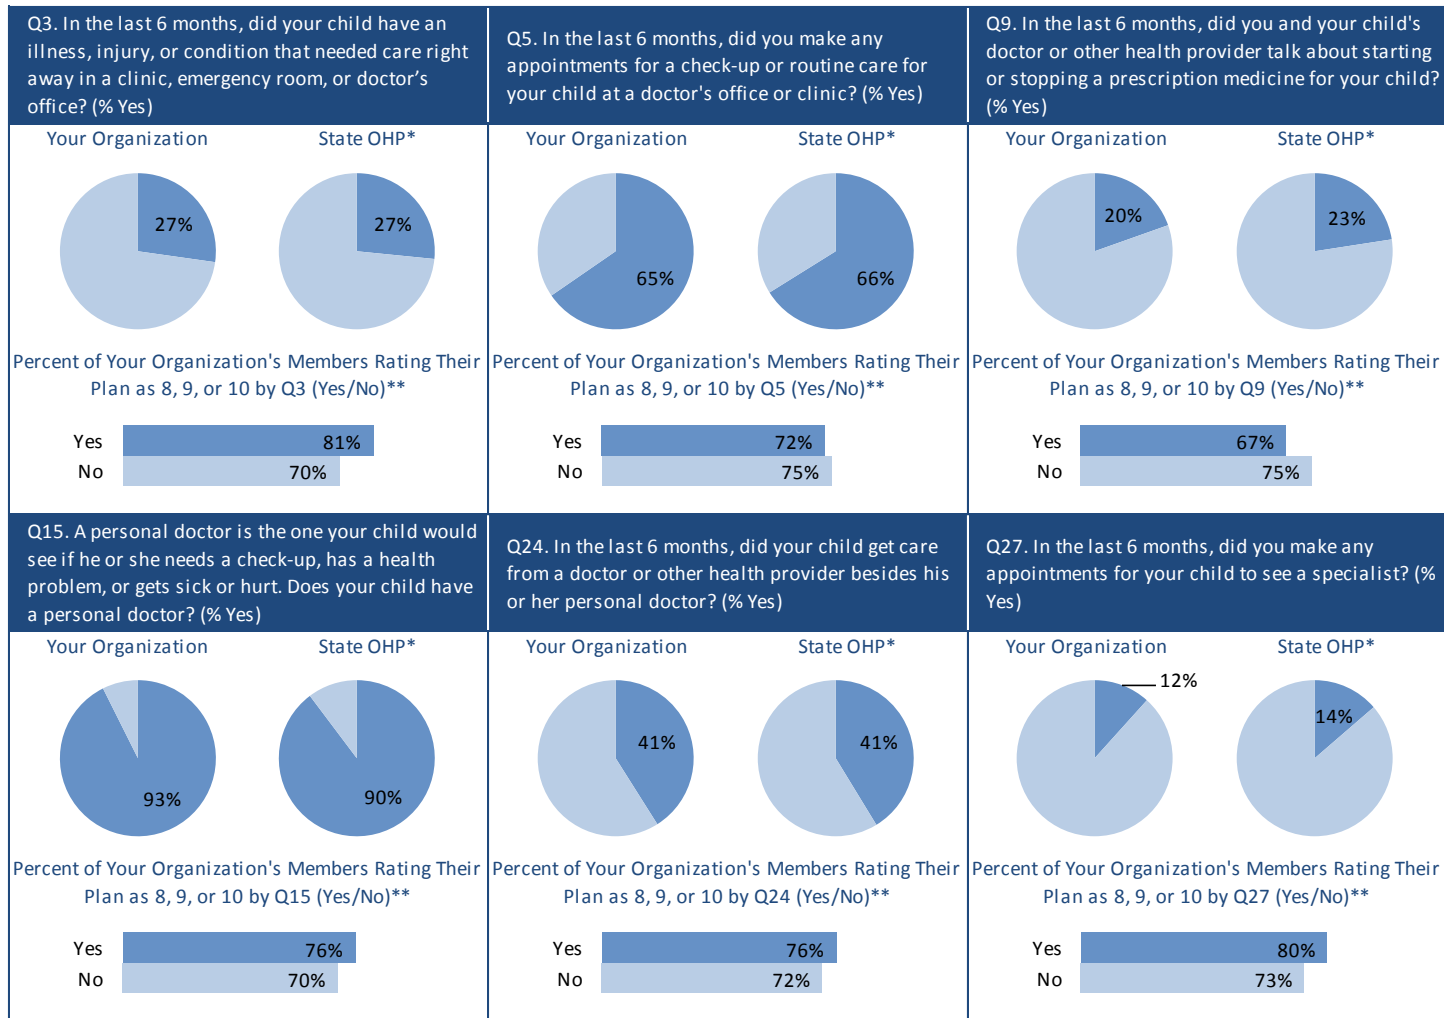 Q3. In the last 6 months, did your child have an
illness, injury, or condition that needed care right
away in a clinic, emergency room, or doctor’s
office? (% Yes)
Q5. In the last 6 months, did you make any
appointments for a check-up or routine care for
your child at a doctor's office or clinic? (% Yes)
Q9. In the last 6 months, did you and your child's
doctor or other health provider talk about starting
or stopping a prescription medicine for your child?
(% Yes)
Your Organization
State OHP*
27%
27%
Percent of Your Organization's Members Rating Their
Plan as 8, 9, or 10 by Q3 (Yes/No)**
Yes
81%
No
70%
Your Organization
State OHP*
65%
66%
Percent of Your Organization's Members Rating Their
Plan as 8, 9, or 10 by Q5 (Yes/No)**
Yes
72%
No
75%
Your Organization
State OHP*
20%
23%
Percent of Your Organization's Members Rating Their
Plan as 8, 9, or 10 by Q9 (Yes/No)**
Yes
67%
No
75%
Q15. A personal doctor is the one your child would
see if he or she needs a check-up, has a health
problem, or gets sick or hurt. Does your child have
a personal doctor? (% Yes)
Q24. In the last 6 months, did your child get care
from a doctor or other health provider besides his
or her personal doctor? (% Yes)
Q27. In the last 6 months, did you make any
appointments for your child to see a specialist? (%
Yes)
Your Organization
State OHP*
93%
90%
Percent of Your Organization's Members Rating Their
Plan as 8, 9, or 10 by Q15 (Yes/No)**
Yes
76%
No
70%
Your Organization
State OHP*
41%
41%
Percent of Your Organization's Members Rating Their
Plan as 8, 9, or 10 by Q24 (Yes/No)**
Yes
76%
No
72%
Your Organization
State OHP*
12%
14%
Percent of Your Organization's Members Rating Their
Plan as 8, 9, or 10 by Q27 (Yes/No)**
Yes
80%
No
73%